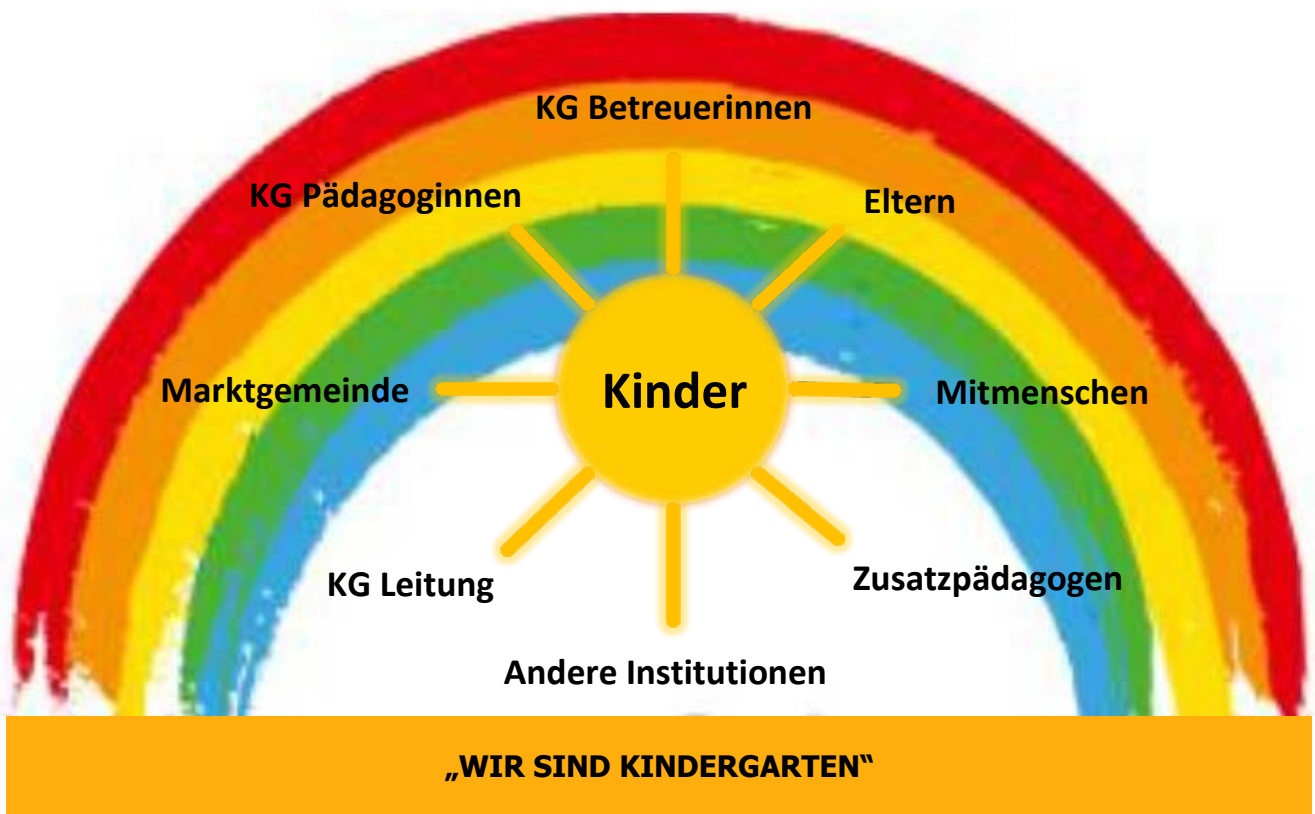 KG Betreuerinnen
KG Pädagoginnen
Eltern
Marktgemeinde
Kinder
Mitmenschen
KG Leitung
Zusatzpädagogen
Andere Institutionen
„WIR SIND KINDERGARTEN“